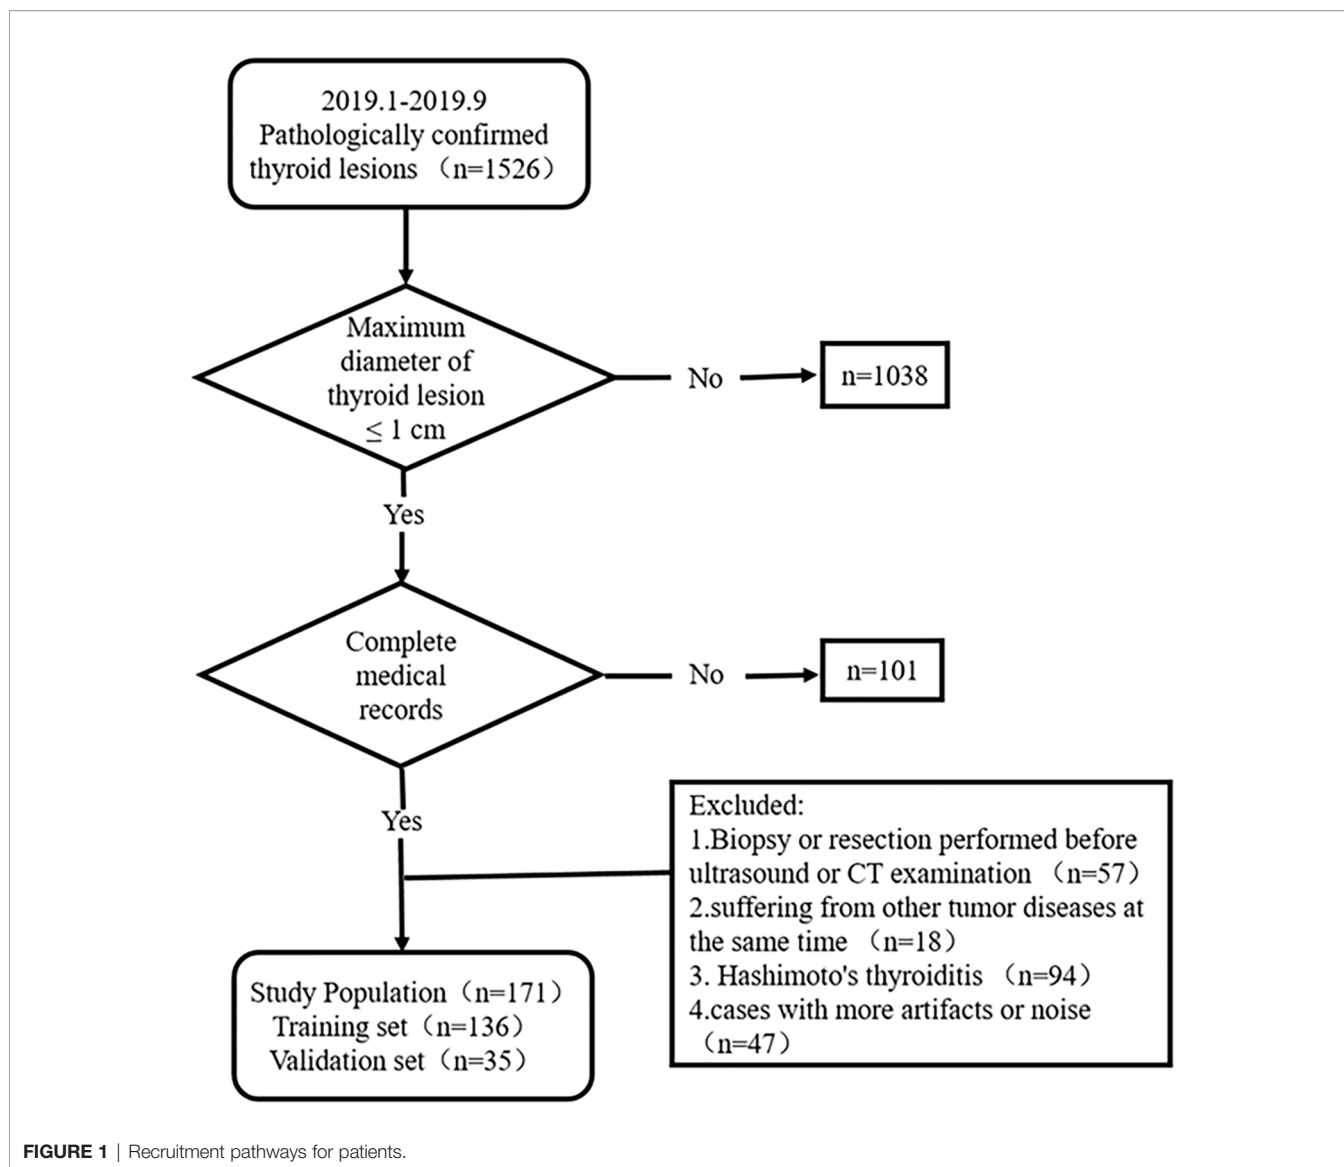 2019.1-2019.9
Pathologically confirmed
thyroid lesions （n=1526）
Maximum
diameter of
thyroid lesion
≤ 1 cm
No
n=1038
Yes
Complete
medical
records
No
n=101
Yes
Excluded:
1.Biopsy or resection performed before
ultrasound or CT examination （n=57）
2.suffering from other tumor diseases at
the same time （n=18）
3. Hashimoto's thyroiditis （n=94）
4.cases with more artifacts or noise
（n=47）
Study Population（n=171）
Training set（n=136）
Validation set（n=35）
FIGURE 1 | Recruitment pathways for patients.